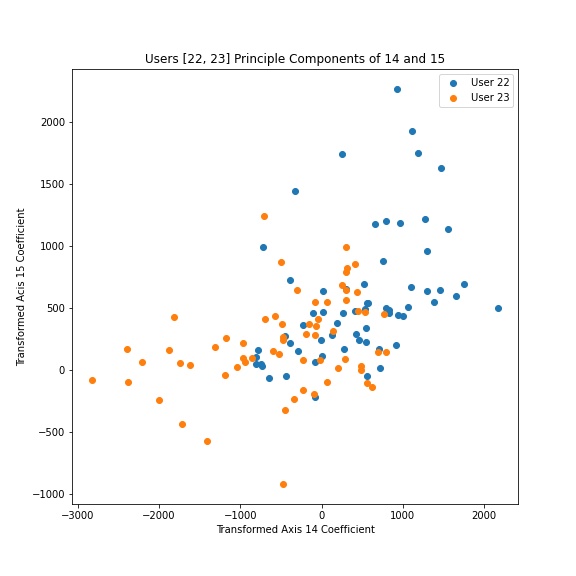 Users [22, 23] Principle Components of 14 and 15
User 22
User 23
Transformed Acis 15 Coefficient
2000
1500
1000
500
0
−500
−1000
−3000
−2000
−1000
0
1000
2000
Transformed Axis 14 Coefficient